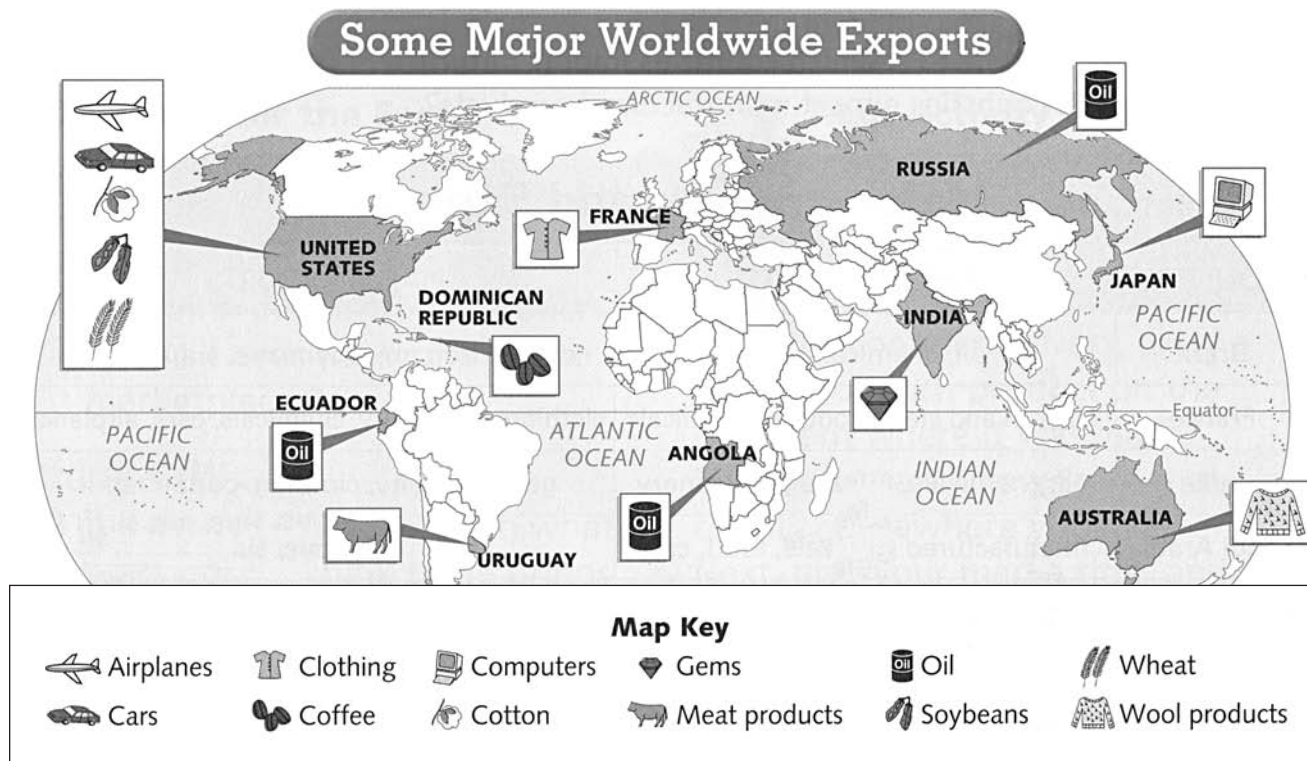 Some Major Worldwide Exports
ARCTIC OCEAN
Oil
RUSSIA
FRANCE
UNITED
STATES
JAPAN
DOMINICAN
REPUBLIC
INDIA
PACIFIC
OCEAN
ECUADOR
Equator
PACIFIC
OCEAN
Oil
ATLANTIC
OCEAN
ANGOLA
INDIAN
OCEAN
Oil
AUSTRALIA
URUGUAY
Map Key
Airplanes
Clothing
Computers
Gems
Oil
Oil
Wheat
Cars
Coffee
Cotton
Meat products
Soybeans
Wool products